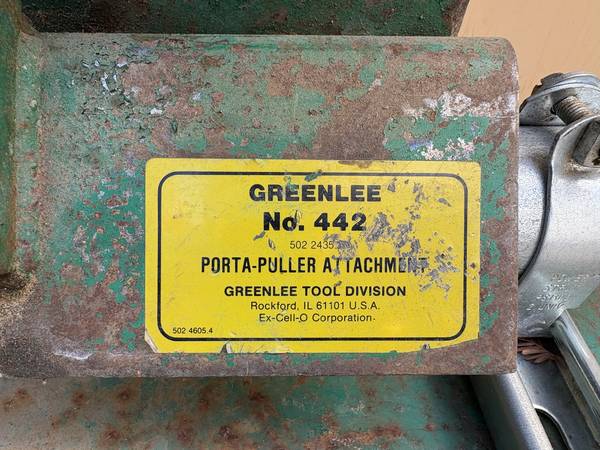 GREENLEE
No. 442
502 2435
PORTA-PULLER ATTACHMENT
GREENLEE TOOL DIVISION
Rockford, IL 61101 U.S.A.
Ex-Cell-O Corporation
502 4605.4